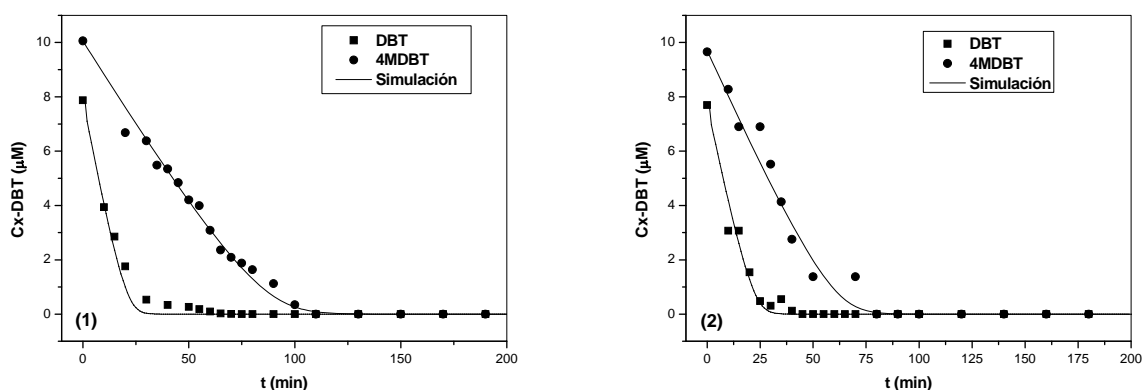 10
8
6
4
2
0
Cx-DBT (μM)
DBT
4MDBT
Simulación
(1)
0 50 100 150 200
t (min)
10
8
6
4
2
0
Cx-DBT (μM)
DBT
4MDBT
Simulación
(2)
0 25 50 75 100 125 150 175 200
t (min)